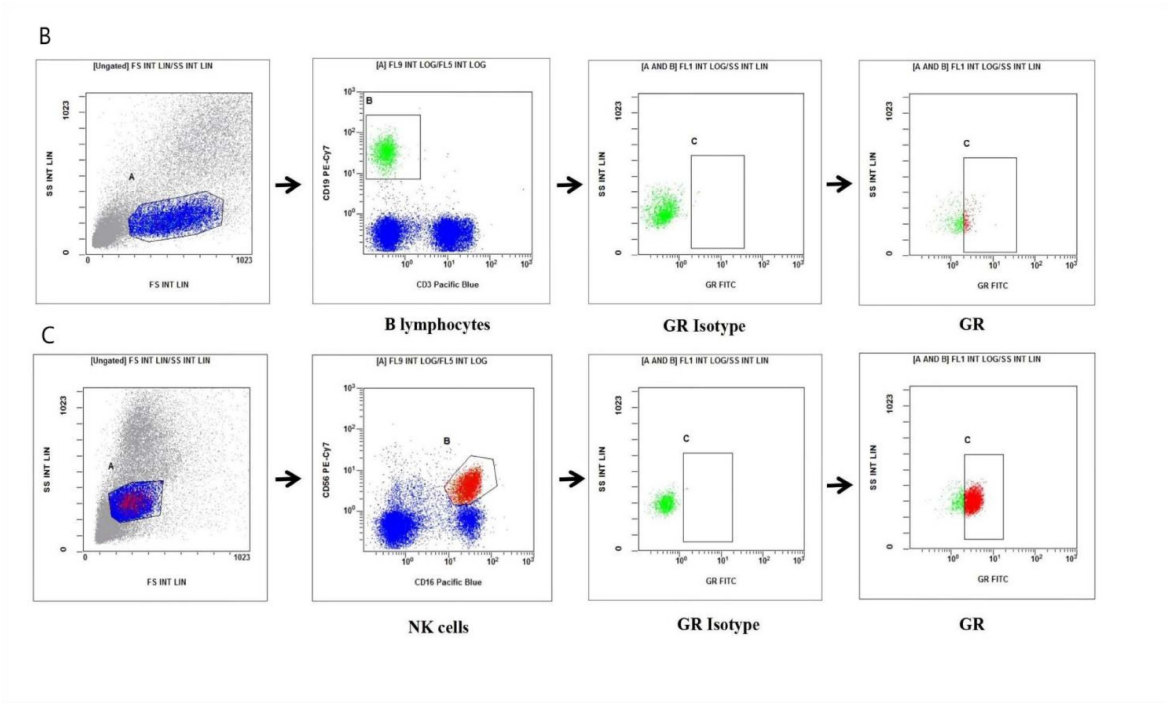 B
[Ungated] FS INT LIN/SS INT LIN
1023
SS INT LIN
A
0
0
1023
FS INT LIN
[A] FL9 INT LOG/FL5 INT LOG
10³
10²
10¹
10⁰
CD19 PE-Cy7
B
10⁰ 10¹ 10² 10³
CD3 Pacific Blue
B lymphocytes
[A AND B] FL1 INT LOG/SS INT LIN
1023
SS INT LIN
0
C
10⁰ 10¹ 10² 10³
GR FITC
GR Isotype
[A AND B] FL1 INT LOG/SS INT LIN
1023
SS INT LIN
0
C
10⁰ 10¹ 10² 10³
GR FITC
GR
C
[Ungated] FS INT LIN/SS INT LIN
1023
SS INT LIN
A
0
0
1023
FS INT LIN
[A] FL9 INT LOG/FL5 INT LOG
10³
10²
10¹
10⁰
CD56 PE-Cy7
B
10⁰ 10¹ 10² 10³
CD16 Pacific Blue
NK cells
[A AND B] FL1 INT LOG/SS INT LIN
1023
SS INT LIN
0
C
10⁰ 10¹ 10² 10³
GR FITC
GR Isotype
[A AND B] FL1 INT LOG/SS INT LIN
1023
SS INT LIN
0
C
10⁰ 10¹ 10² 10³
GR FITC
GR